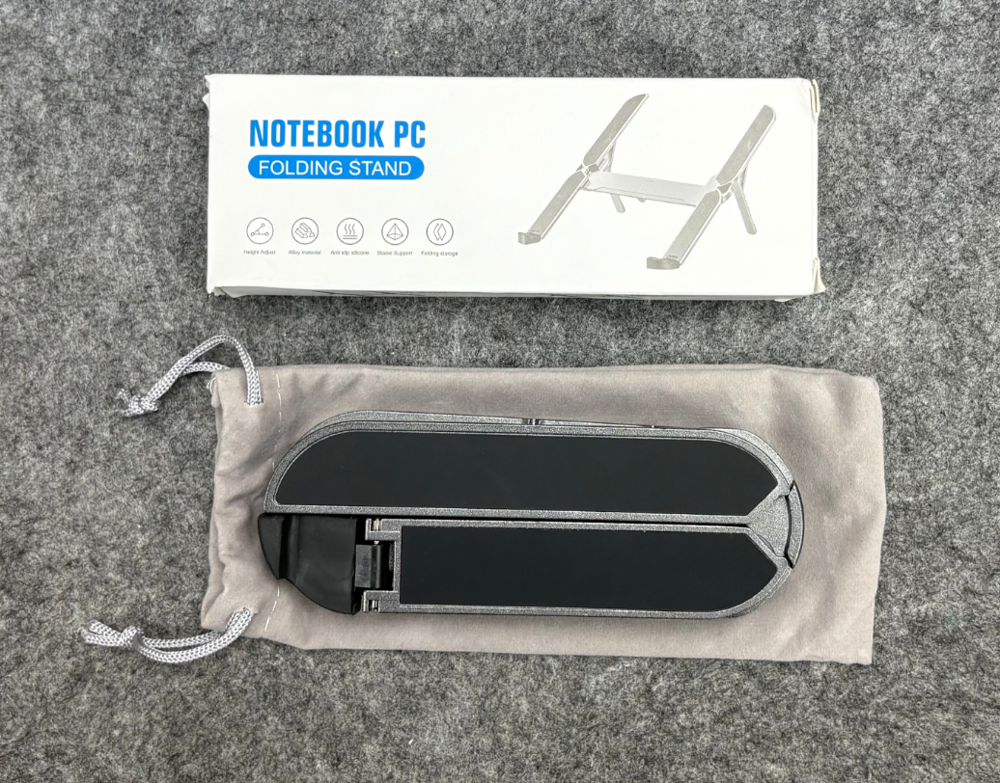 NOTEBOOK PC
FOLDING STAND
Height Adjust
Alloy material
Anti slip silicone
Stable Support
Folding storage